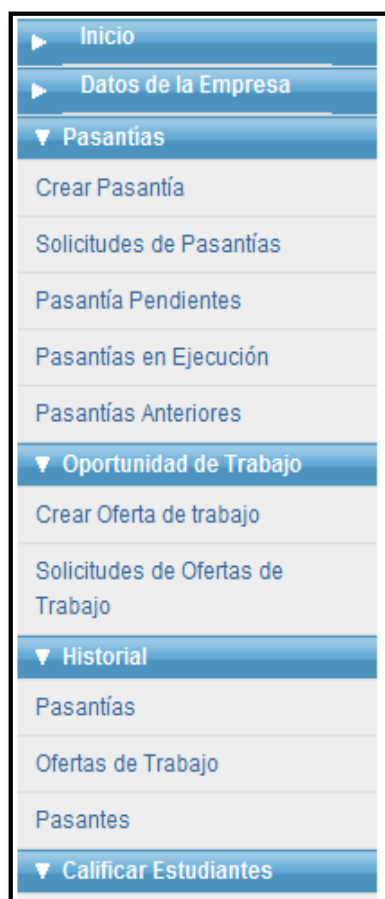 Inicio
Datos de la Empresa
Pasantías
Crear Pasantía
Solicitudes de Pasantías
Pasantía Pendientes
Pasantías en Ejecución
Pasantías Anteriores
Oportunidad de Trabajo
Crear Oferta de trabajo
Solicitudes de Ofertas de
Trabajo
Historial
Pasantías
Ofertas de Trabajo
Pasantes
Calificar Estudiantes